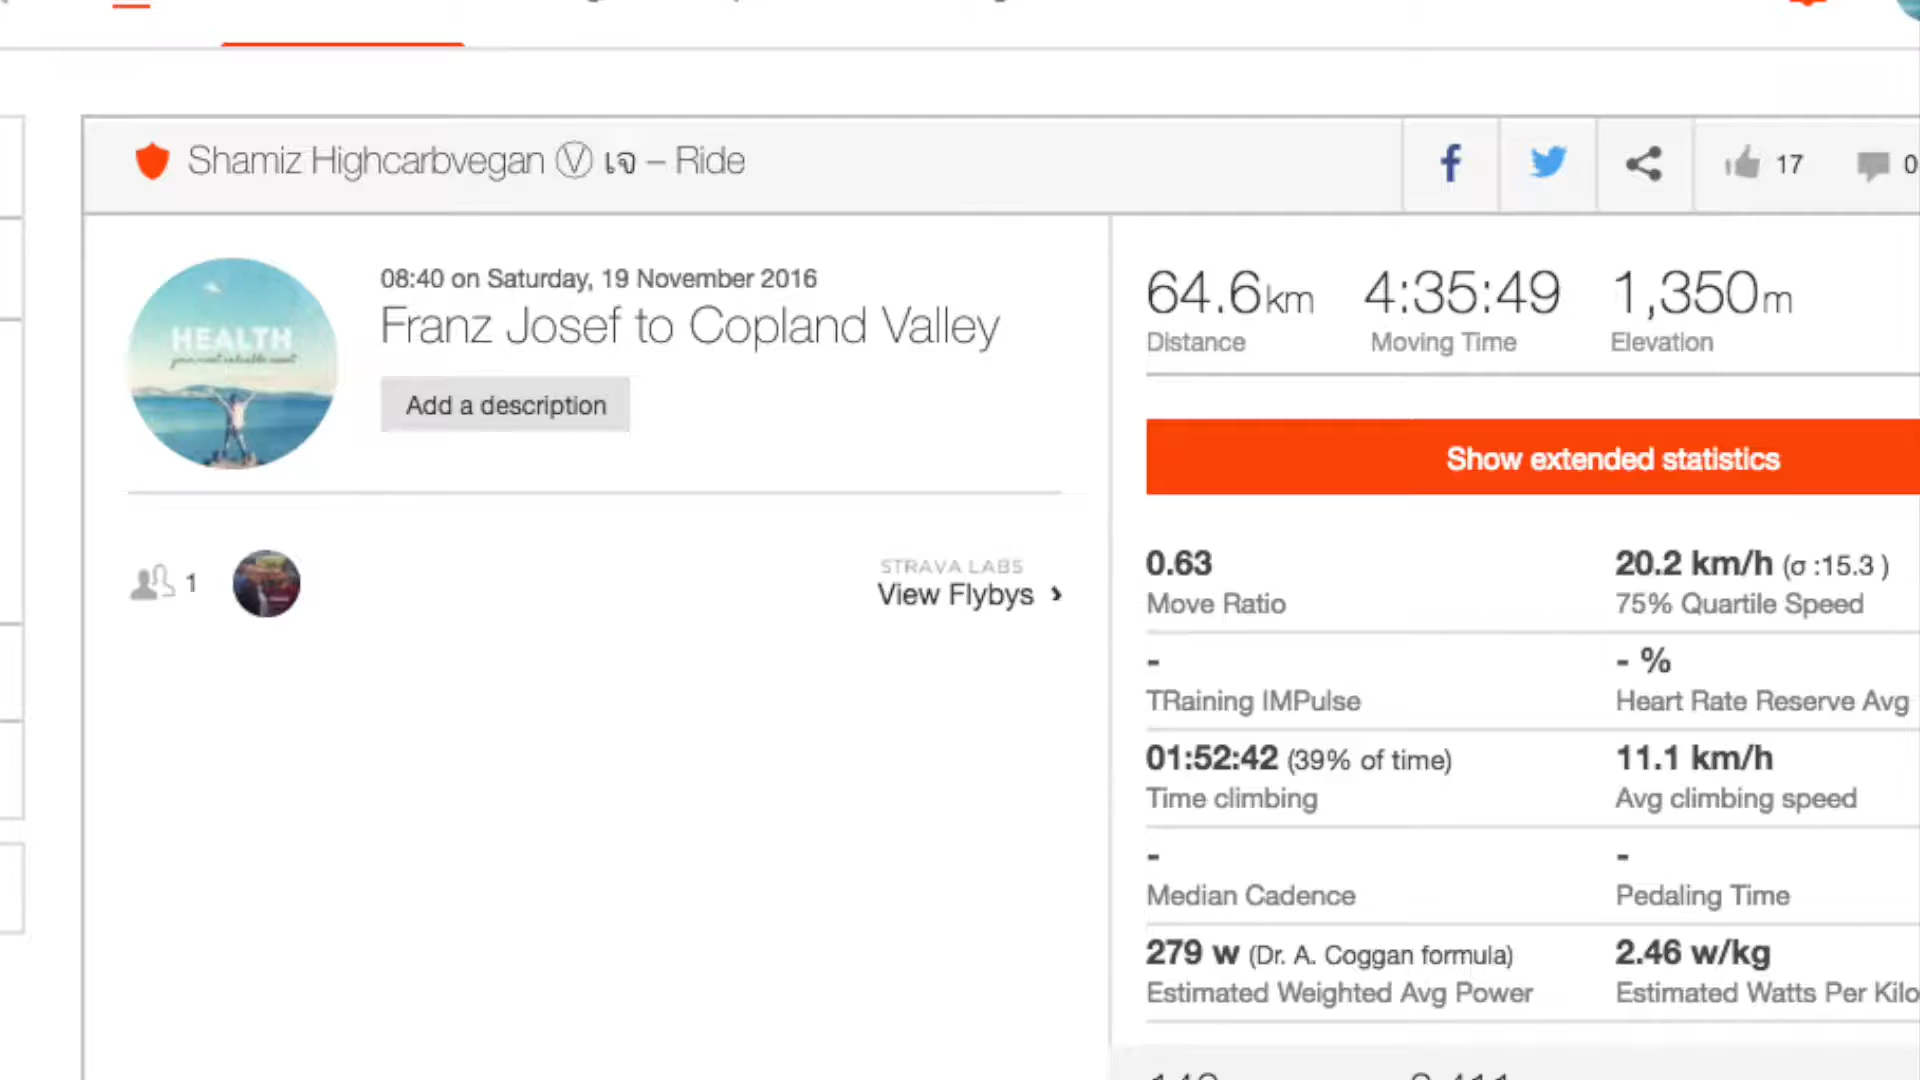 Shamiz Highcarbvegan Ⓥ เจ – Ride
17
0
08:40 on Saturday, 19 November 2016
Franz Josef to Copland Valley
Add a description
HEALTH
your most valuable asset
1
STRAVA LABS
View Flybys ›
64.6km 4:35:49 1,350m
Distance Moving Time Elevation
Show extended statistics
0.63 20.2 km/h (σ :15.3 )
Move Ratio 75% Quartile Speed
- - %
TRaining IMPulse Heart Rate Reserve Avg
01:52:42 (39% of time) 11.1 km/h
Time climbing Avg climbing speed
- -
Median Cadence Pedaling Time
279 w (Dr. A. Coggan formula) 2.46 w/kg
Estimated Weighted Avg Power Estimated Watts Per Kilo